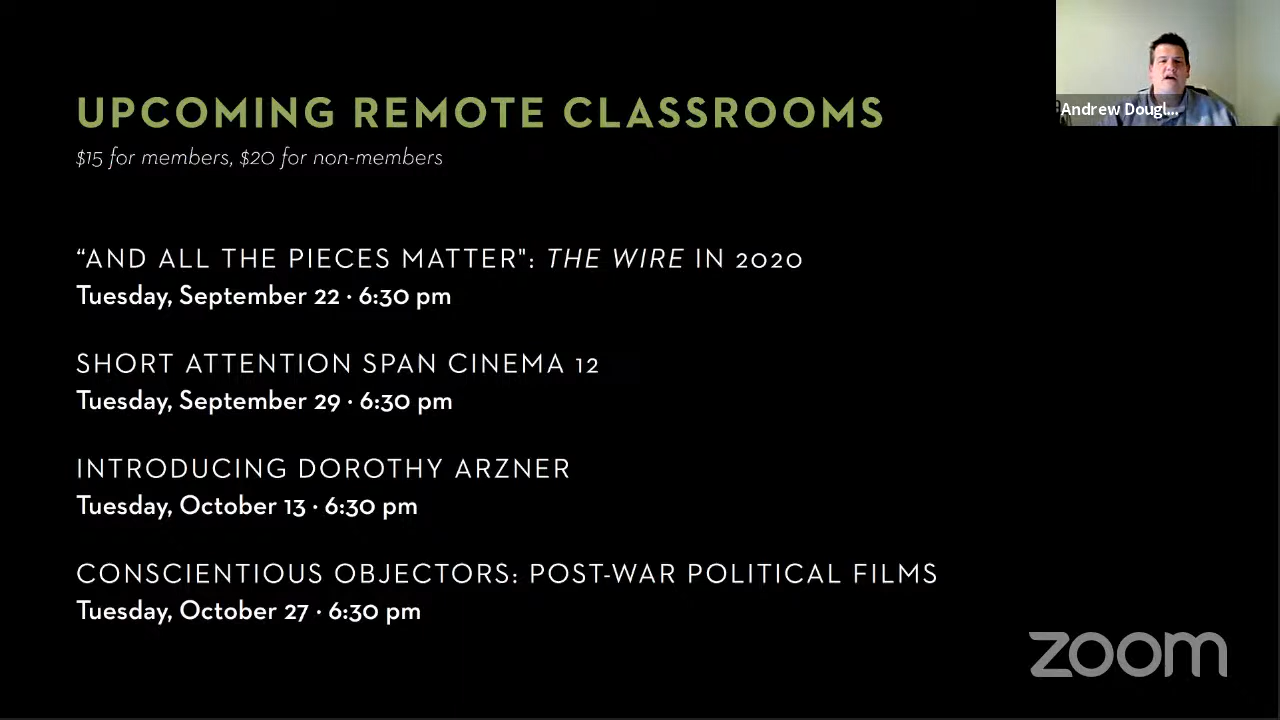 UPCOMING REMOTE CLASSROOMS
$15 for members, $20 for non-members
Andrew Dougl...
“AND ALL THE PIECES MATTER": THE WIRE IN 2020
Tuesday, September 22 · 6:30 pm
SHORT ATTENTION SPAN CINEMA 12
Tuesday, September 29 · 6:30 pm
INTRODUCING DOROTHY ARZNER
Tuesday, October 13 · 6:30 pm
CONSCIENTIOUS OBJECTORS: POST-WAR POLITICAL FILMS
Tuesday, October 27 · 6:30 pm
zoom